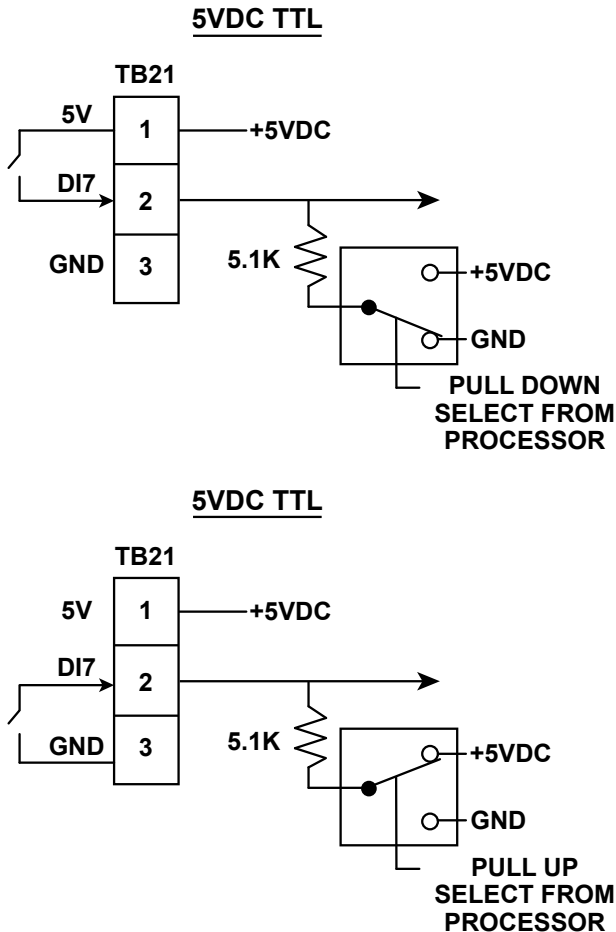 5VDC TTL
TB21
5V
1
+5VDC
DI7
2
GND
3
5.1K
+5VDC
GND
PULL DOWN
SELECT FROM
PROCESSOR
5VDC TTL
TB21
5V
1
+5VDC
DI7
2
GND
3
5.1K
+5VDC
GND
PULL UP
SELECT FROM
PROCESSOR